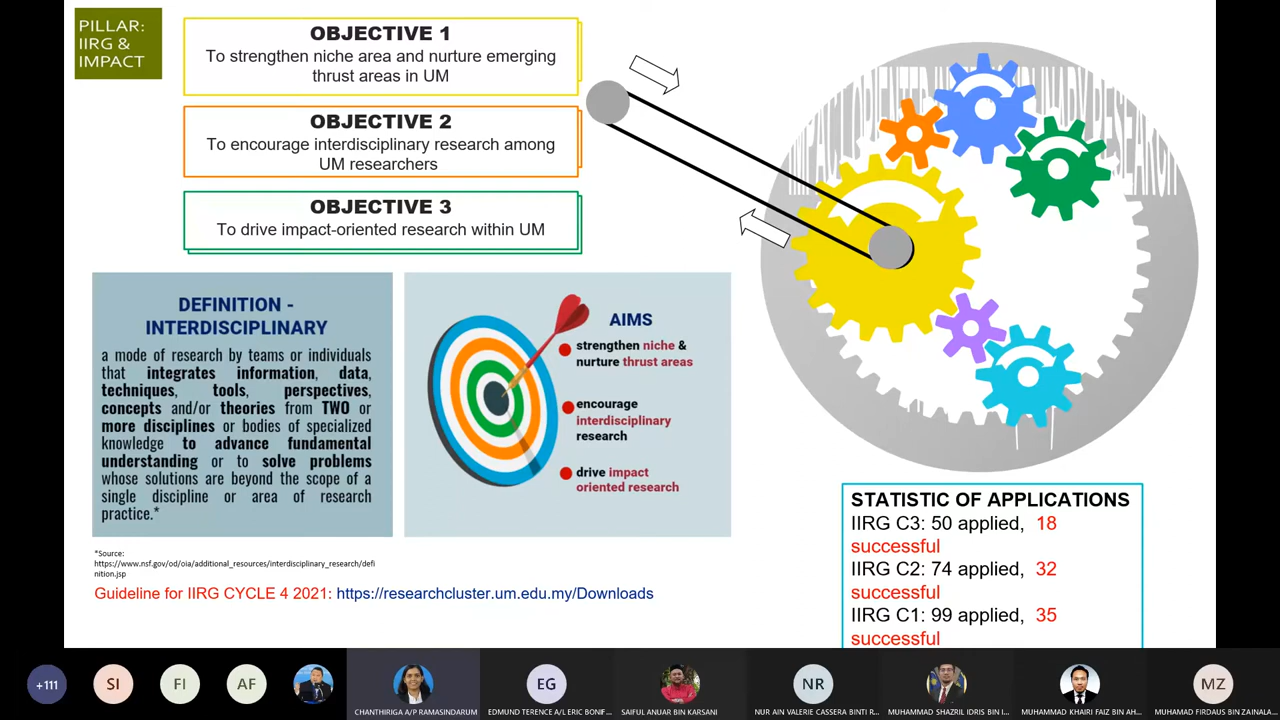 PILLAR:
IIRG &
IMPACT
OBJECTIVE 1
To strengthen niche area and nurture emerging
thrust areas in UM
OBJECTIVE 2
To encourage interdisciplinary research among
UM researchers
OBJECTIVE 3
To drive impact-oriented research within UM
DEFINITION -
INTERDISCIPLINARY
a mode of research by teams or individuals
that integrates information, data,
techniques, tools, perspectives,
concepts and/or theories from TWO or
more disciplines or bodies of specialized
knowledge to advance fundamental
understanding or to solve problems
whose solutions are beyond the scope of a
single discipline or area of research
practice.*
AIMS
strengthen niche &
nurture thrust areas
encourage
interdisciplinary
research
drive impact
oriented research
*Source:
https://www.nsf.gov/od/oia/additional_resources/interdisciplinary_research/defi
nition.jsp
Guideline for IIRG CYCLE 4 2021: https://researchcluster.um.edu.my/Downloads
STATISTIC OF APPLICATIONS
IIRG C3: 50 applied, 18
successful
IIRG C2: 74 applied, 32
successful
IIRG C1: 99 applied, 35
successful
+111
SI
FI
AF
EG
NR
MZ
CHANTHIRIGA A/P RAMASINDARUM
EDMUND TERENCE A/L ERIC BONIF...
SAIFUL ANUAR BIN KARSANI
NUR AIN VALERIE CASSERA BINTI R...
MUHAMMAD SHAZRIL IDRIS BIN I...
MUHAMMAD KHAIRI FAIZ BIN AH...
MUHAMAD FIRDAUS BIN ZAINALA...